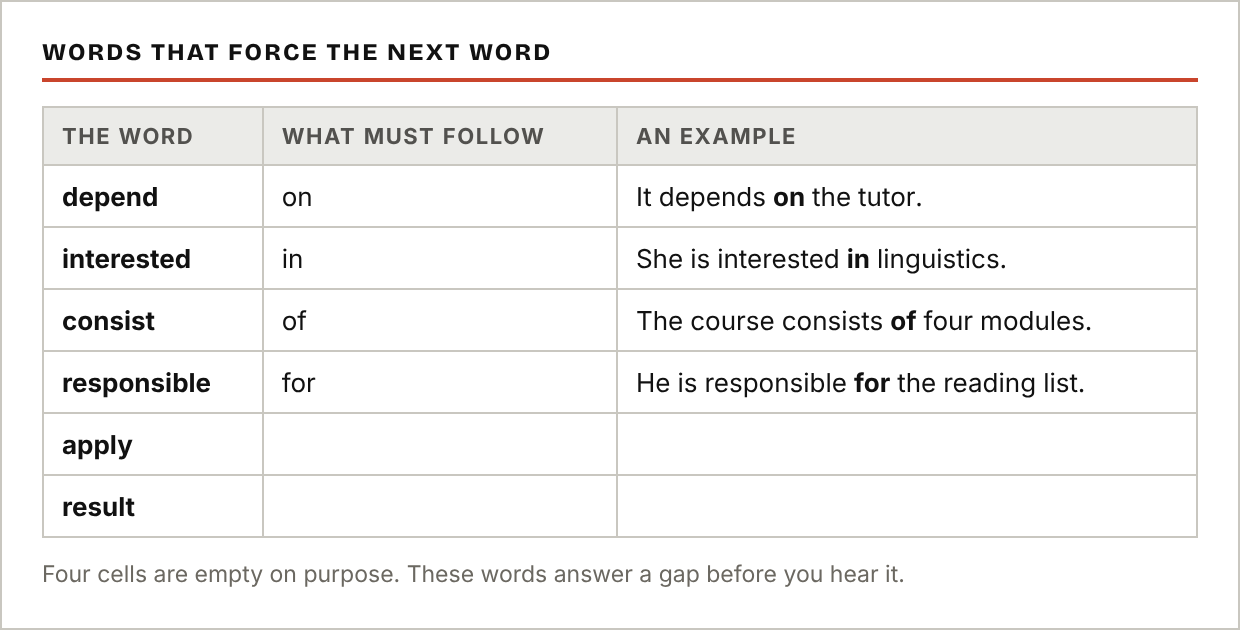 WORDS THAT FORCE THE NEXT WORD
THE WORD WHAT MUST FOLLOW AN EXAMPLE
depend on It depends on the tutor.
interested in She is interested in linguistics.
consist of The course consists of four modules.
responsible for He is responsible for the reading list.
apply
result
Four cells are empty on purpose. These words answer a gap before you hear it.